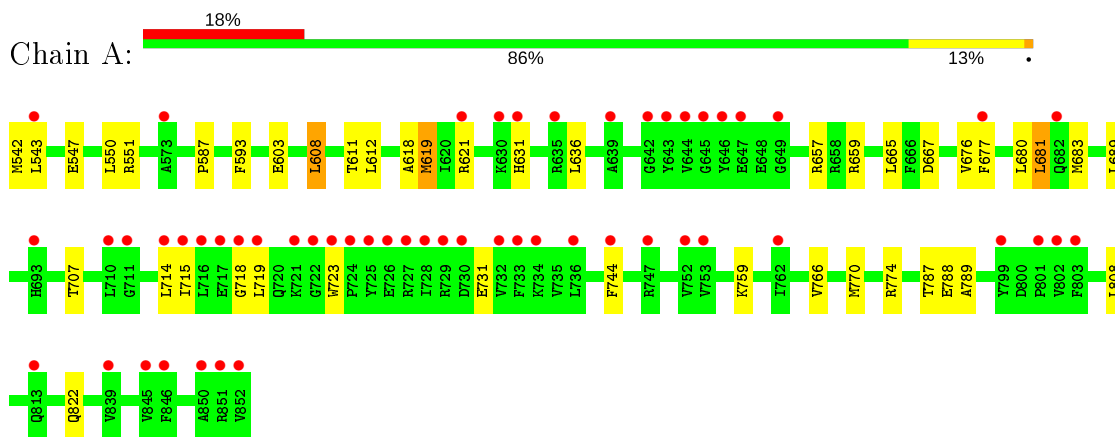 18%
Chain A:
86% 13% •
M542 L543 E547 L550 R551 A573 P587 F593 E603 L608 T611 L612 A618 M619 I620 R621 K630 H631 R635 L636 A639 G642 Y643 V644 G645 Y646 E647 E648 G649 R657 R658 R659 L665 F666 D667 V676 F677 L680 L681 Q682 M683 L689
H693 T707 L710 G711 L714 I715 L716 E717 G718 L719 Q720 K721 G722 W723 P724 Y725 E726 R727 I728 R729 D730 E731 V732 F733 K734 V735 L736 F744 R747 V752 V753 K759 I762 V766 M770 R774 T787 E788 A789 Y799 D800 P801 V802 F803 L808
Q813 Q822 V839 V845 F846 A850 R851 V852